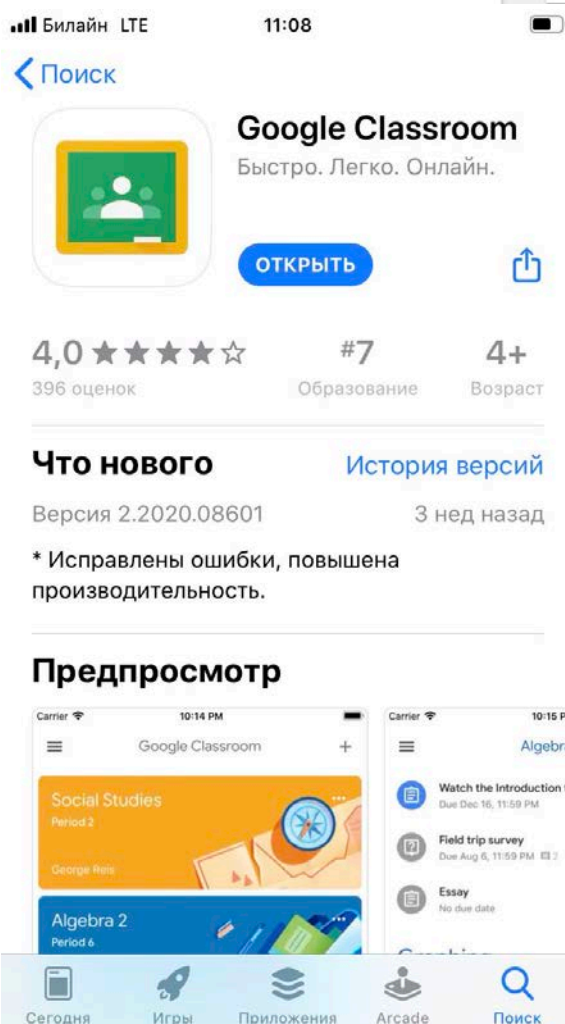 Билайн LTE 11:08
Поиск
Google Classroom
Быстро. Легко. Онлайн.
ОТКРЫТЬ
4,0 #7 4+
396 оценок Образование Возраст
Что нового История версий
Версия 2.2020.08601 3 нед назад
* Исправлены ошибки, повышена
производительность.
Предпросмотр
Carrier 10:14 PM
Google Classroom +
Social Studies
Period 2
George Reis
Algebra 2
Period 6
Carrier 10:15 P
Algebr
Watch the Introduction
Due Dec 16, 11:59 PM
Field trip survey
Due Aug 6, 11:59 PM 2
Essay
No due date
Сегодня Игры Приложения Arcade Поиск